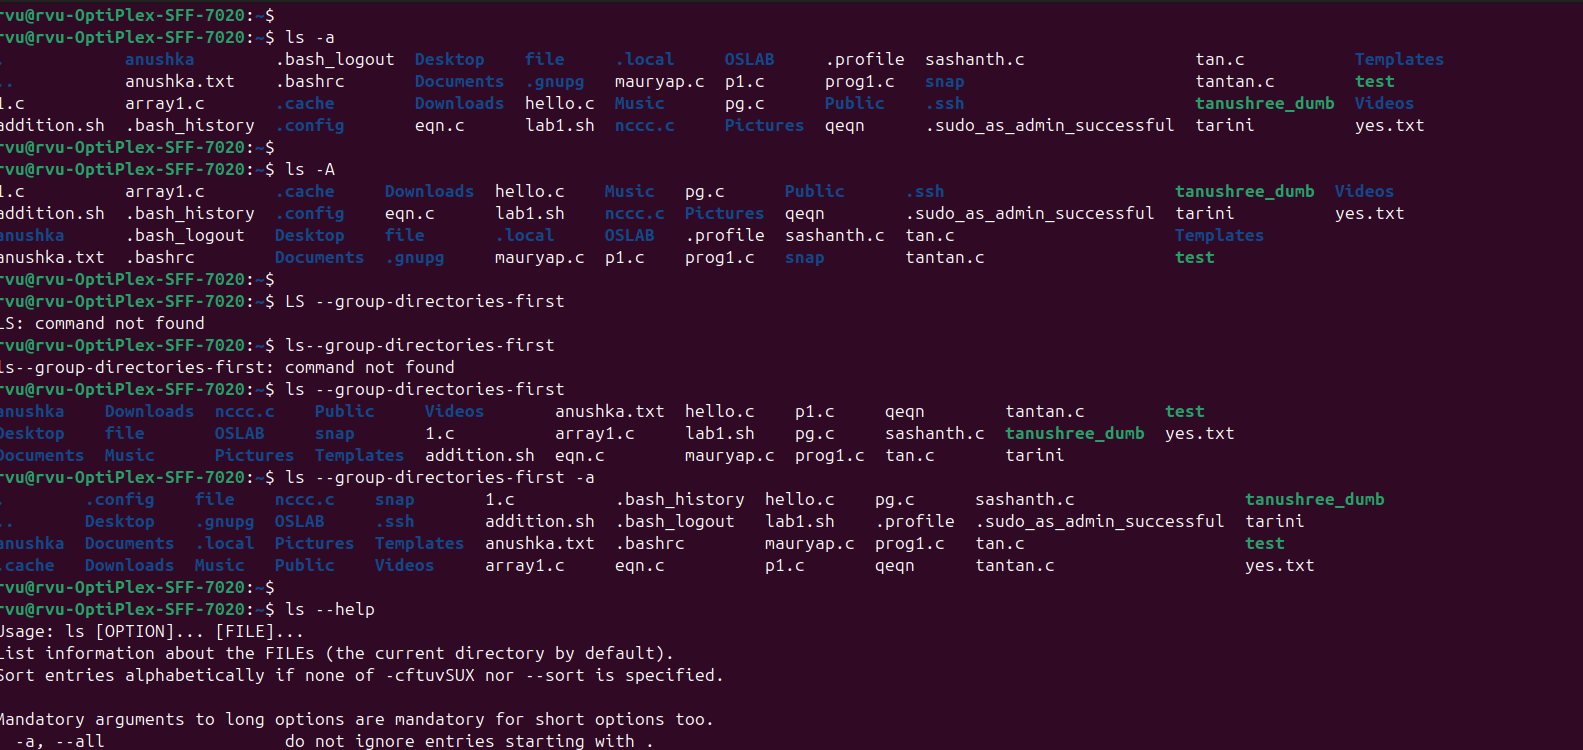 rvu@rvu-OptiPlex-SFF-7020:~$
rvu@rvu-OptiPlex-SFF-7020:~$ ls -a
. anushka .bash_logout Desktop file .local OSLAB .profile sashanth.c tan.c Templates
.. anushka.txt .bashrc Documents .gnupg mauryap.c p1.c prog1.c snap tantan.c test
1.c array1.c .cache Downloads hello.c Music pg.c Public .ssh tanushree_dumb Videos
addition.sh .bash_history .config eqn.c lab1.sh nccc.c Pictures qeqn .sudo_as_admin_successful tarini yes.txt
rvu@rvu-OptiPlex-SFF-7020:~$
rvu@rvu-OptiPlex-SFF-7020:~$ ls -A
1.c array1.c .cache Downloads hello.c Music pg.c Public .ssh tanushree_dumb Videos
addition.sh .bash_history .config eqn.c lab1.sh nccc.c Pictures qeqn .sudo_as_admin_successful tarini yes.txt
anushka .bash_logout Desktop file .local OSLAB .profile sashanth.c tan.c Templates
anushka.txt .bashrc Documents .gnupg mauryap.c p1.c prog1.c snap tantan.c test
rvu@rvu-OptiPlex-SFF-7020:~$
rvu@rvu-OptiPlex-SFF-7020:~$ LS --group-directories-first
LS: command not found
rvu@rvu-OptiPlex-SFF-7020:~$ ls--group-directories-first
ls--group-directories-first: command not found
rvu@rvu-OptiPlex-SFF-7020:~$ ls --group-directories-first
anushka Downloads nccc.c Public Videos anushka.txt hello.c p1.c qeqn tantan.c test
Desktop file OSLAB snap 1.c array1.c lab1.sh pg.c sashanth.c tanushree_dumb yes.txt
Documents Music Pictures Templates addition.sh eqn.c mauryap.c prog1.c tan.c tarini
rvu@rvu-OptiPlex-SFF-7020:~$ ls --group-directories-first -a
. .config file nccc.c snap 1.c .bash_history hello.c pg.c sashanth.c tanushree_dumb
.. Desktop .gnupg OSLAB .ssh addition.sh .bash_logout lab1.sh .profile .sudo_as_admin_successful tarini
anushka Documents .local Pictures Templates anushka.txt .bashrc mauryap.c prog1.c tan.c test
.cache Downloads Music Public Videos array1.c eqn.c p1.c qeqn tantan.c yes.txt
rvu@rvu-OptiPlex-SFF-7020:~$
rvu@rvu-OptiPlex-SFF-7020:~$ ls --help
Usage: ls [OPTION]... [FILE]...
List information about the FILEs (the current directory by default).
Sort entries alphabetically if none of -cftuvSUX nor --sort is specified.
Mandatory arguments to long options are mandatory for short options too.
-a, --all do not ignore entries starting with .